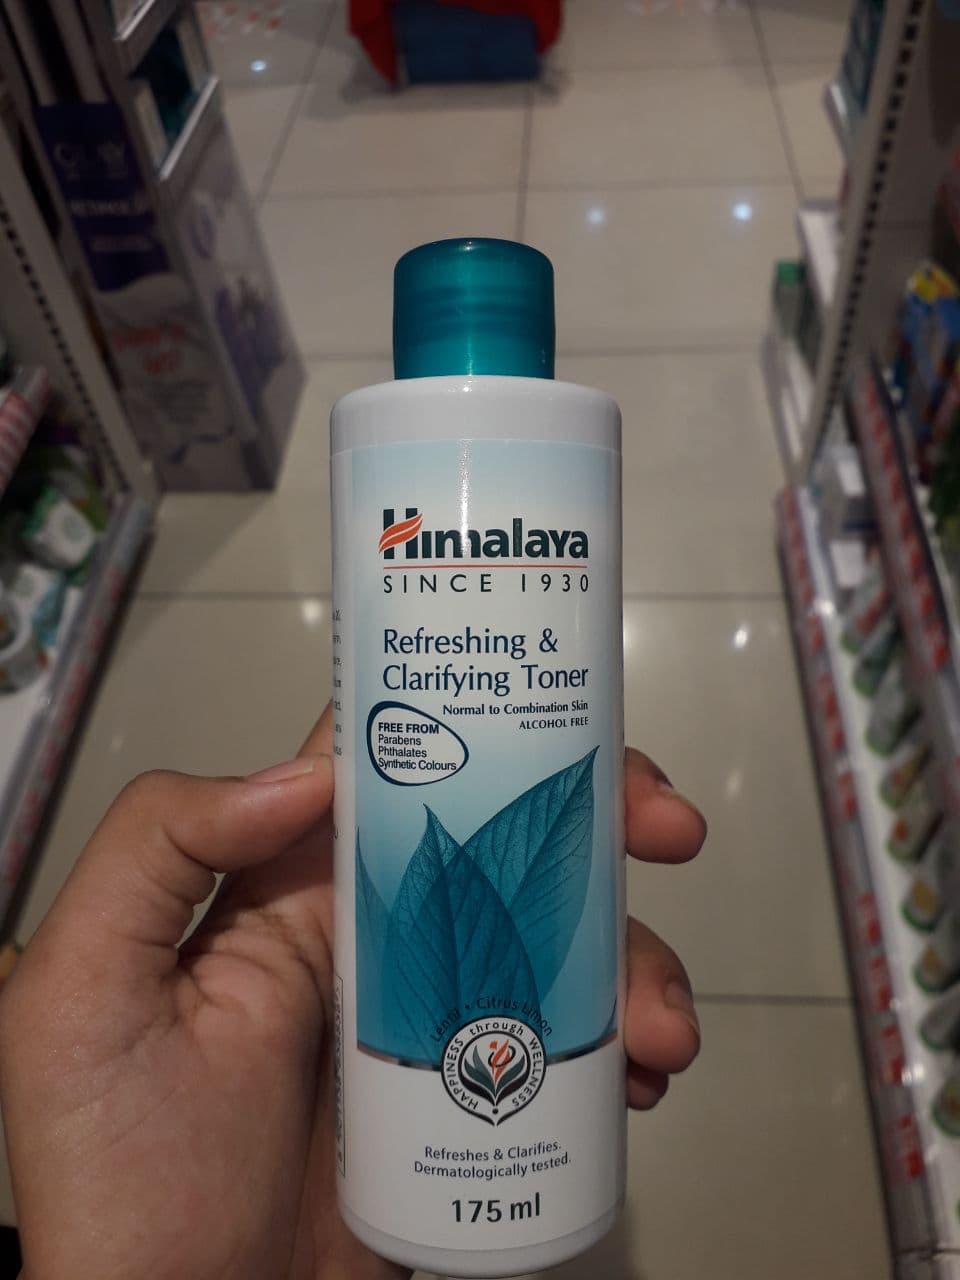 Himalaya
SINCE 1930
Refreshing &
Clarifying Toner
Normal to Combination Skin
ALCOHOL FREE
FREE FROM
Parabens
Phthalates
Synthetic Colours
Lentil • Citrus Limon
HAPPINESS through WELLNESS
Refreshes & Clarifies.
Dermatologically tested.
175 ml
OLAY